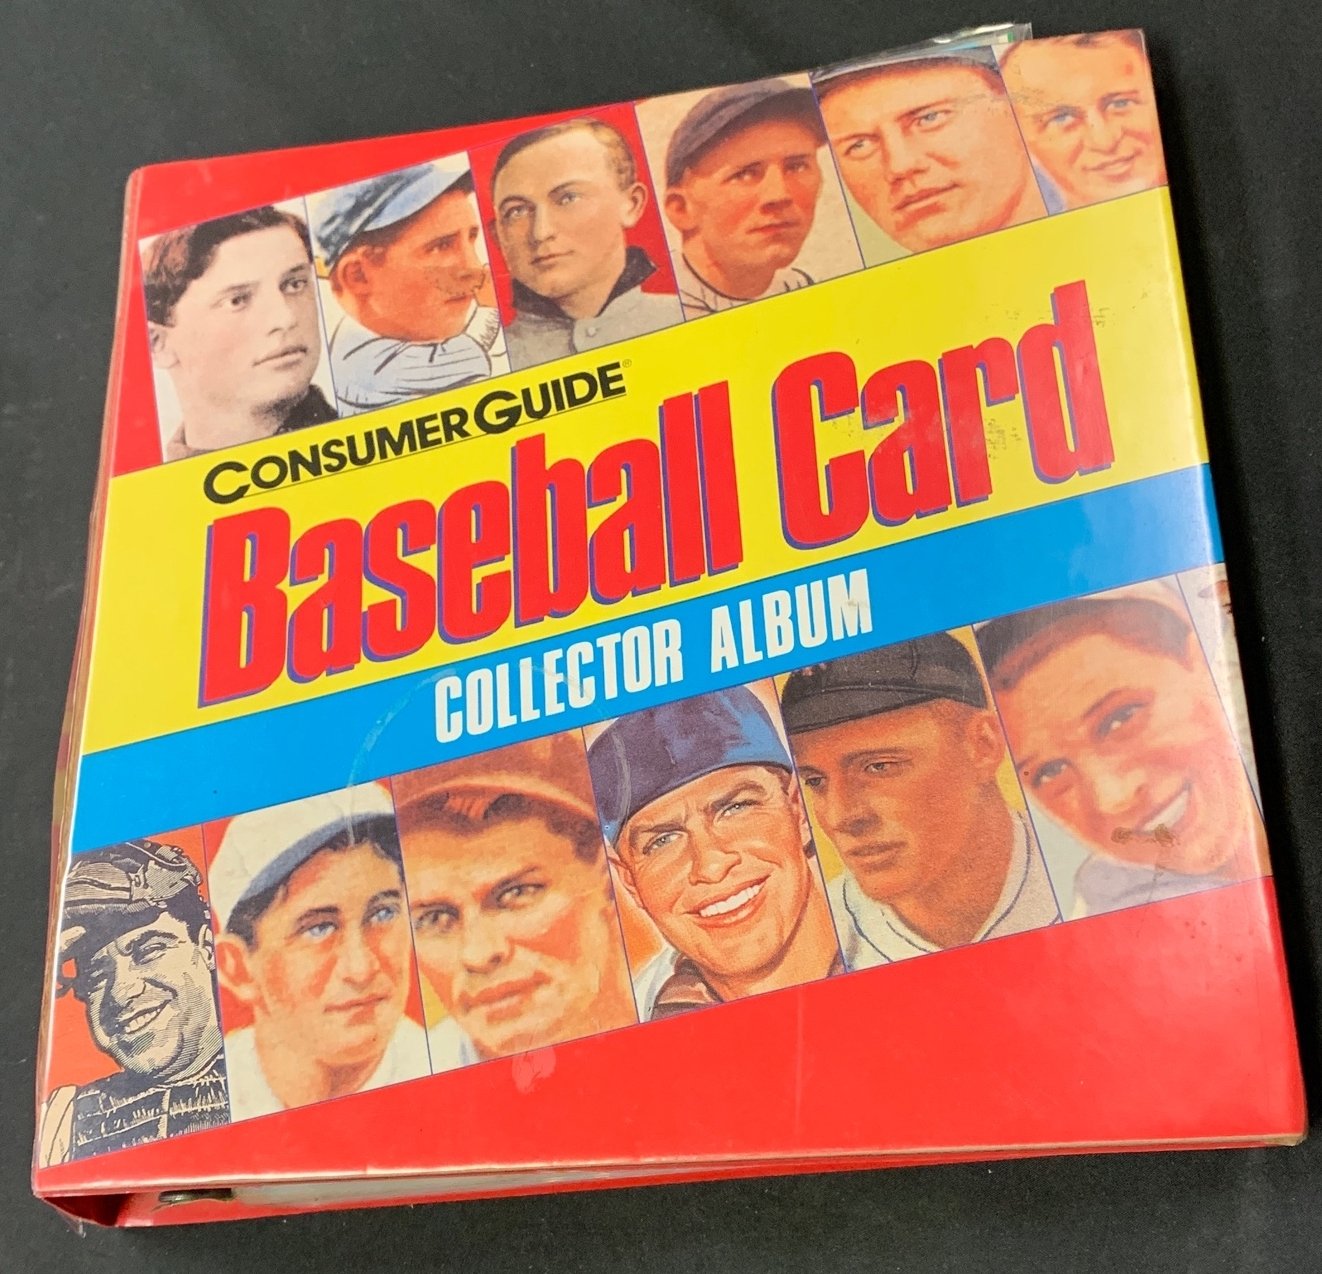 CONSUMER GUIDE®
Baseball Card
COLLECTOR ALBUM